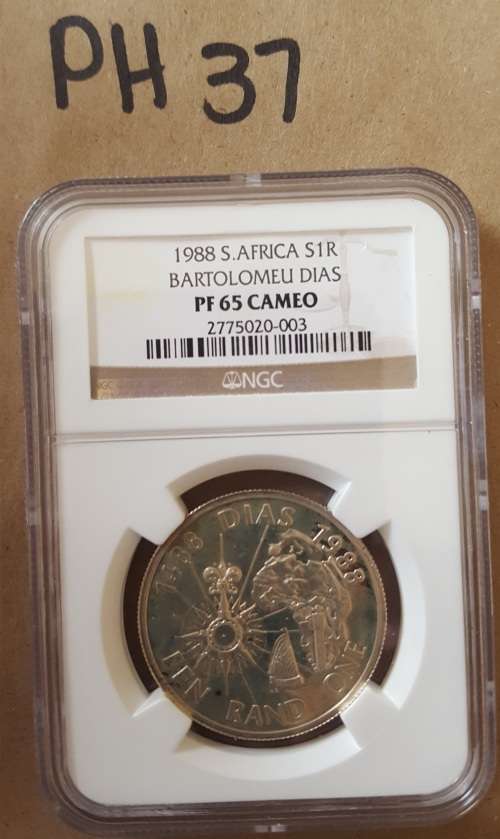 PH 37
1988 S.AFRICA S1R
BARTOLOMEU DIAS
PF 65 CAMEO
2775020-003
NGC
NGC
1488 DIAS 1988
EEN RAND ONE